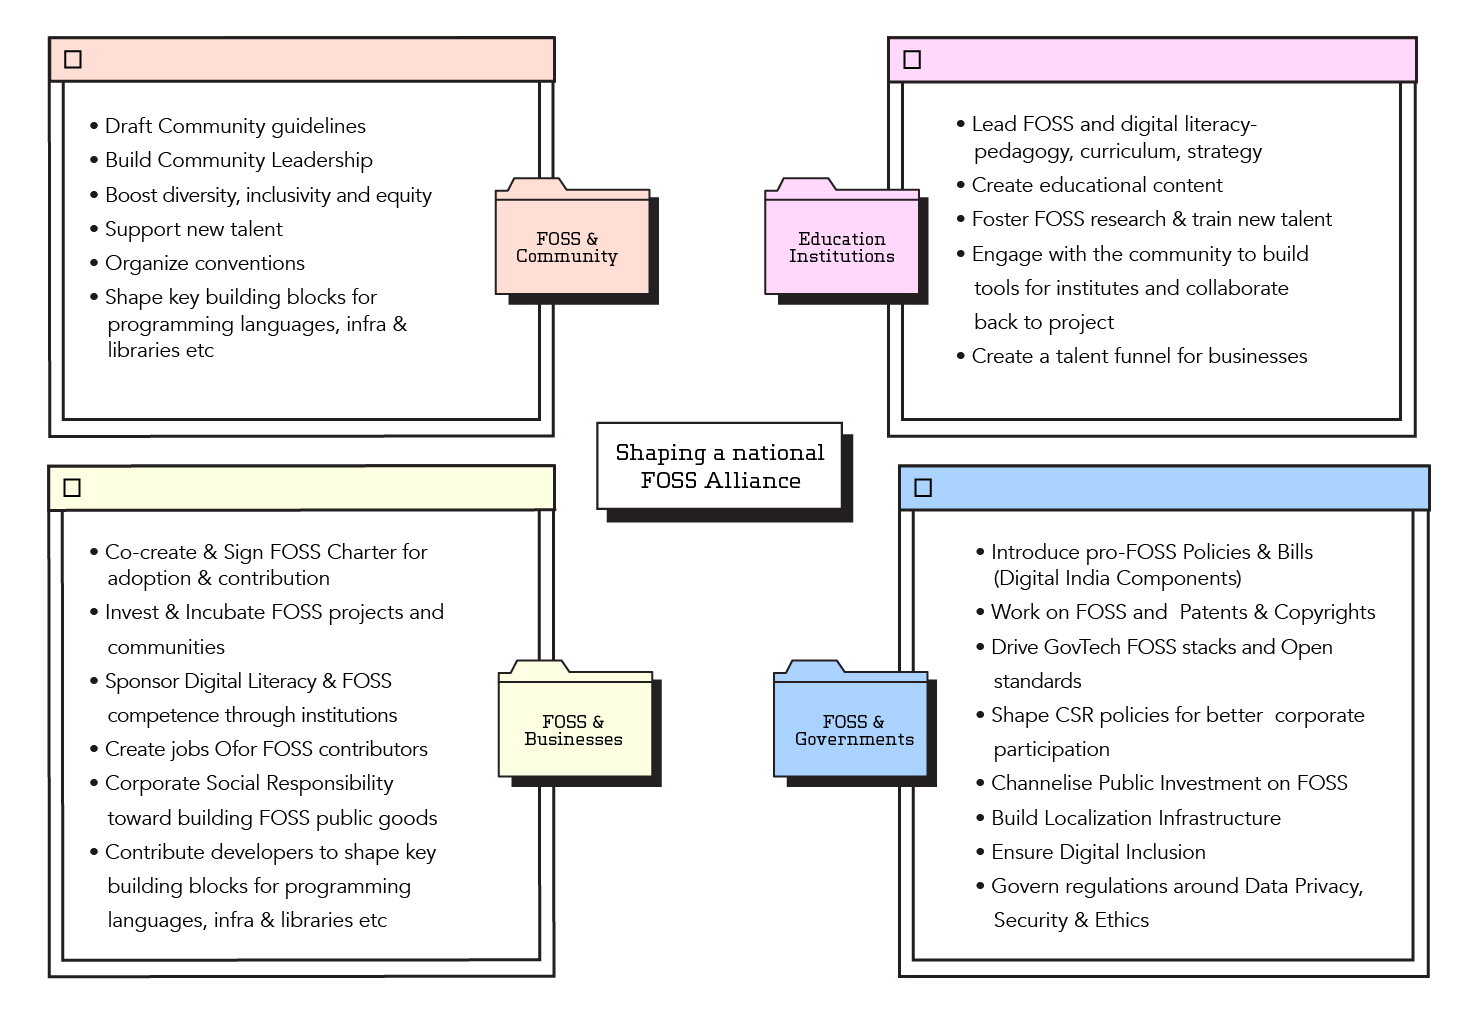 • Draft Community guidelines
• Build Community Leadership
• Boost diversity, inclusivity and equity
• Support new talent
• Organize conventions
• Shape key building blocks for
programming languages, infra &
libraries etc
FOSS &
Community
Education
Institutions
• Lead FOSS and digital literacy-
pedagogy, curriculum, strategy
• Create educational content
• Foster FOSS research & train new talent
• Engage with the community to build
tools for institutes and collaborate
back to project
• Create a talent funnel for businesses
Shaping a national
FOSS Alliance
• Co-create & Sign FOSS Charter for
adoption & contribution
• Invest & Incubate FOSS projects and
communities
• Sponsor Digital Literacy & FOSS
competence through institutions
• Create jobs Ofor FOSS contributors
• Corporate Social Responsibility
toward building FOSS public goods
• Contribute developers to shape key
building blocks for programming
languages, infra & libraries etc
FOSS &
Businesses
FOSS &
Governments
• Introduce pro-FOSS Policies & Bills
(Digital India Components)
• Work on FOSS and  Patents & Copyrights
• Drive GovTech FOSS stacks and Open
standards
• Shape CSR policies for better  corporate
participation
• Channelise Public Investment on FOSS
• Build Localization Infrastructure
• Ensure Digital Inclusion
• Govern regulations around Data Privacy,
Security & Ethics